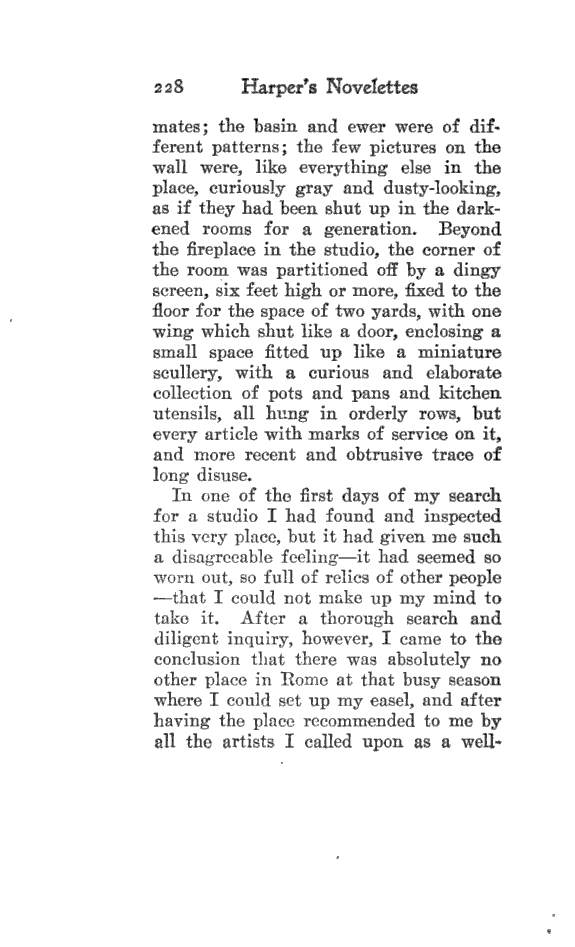 228 Harper's Novelettes
mates; the basin and ewer were of dif-
ferent patterns; the few pictures on the
wall were, like everything else in the
place, curiously gray and dusty-looking,
as if they had been shut up in the dark-
ened rooms for a generation. Beyond
the fireplace in the studio, the corner of
the room was partitioned off by a dingy
screen, six feet high or more, fixed to the
floor for the space of two yards, with one
wing which shut like a door, enclosing a
small space fitted up like a miniature
scullery, with a curious and elaborate
collection of pots and pans and kitchen
utensils, all hung in orderly rows, but
every article with marks of service on it,
and more recent and obtrusive trace of
long disuse.
In one of the first days of my search
for a studio I had found and inspected
this very place, but it had given me such
a disagreeable feeling—it had seemed so
worn out, so full of relics of other people
—that I could not make up my mind to
take it. After a thorough search and
diligent inquiry, however, I came to the
conclusion that there was absolutely no
other place in Rome at that busy season
where I could set up my easel, and after
having the place recommended to me by
all the artists I called upon as a well-